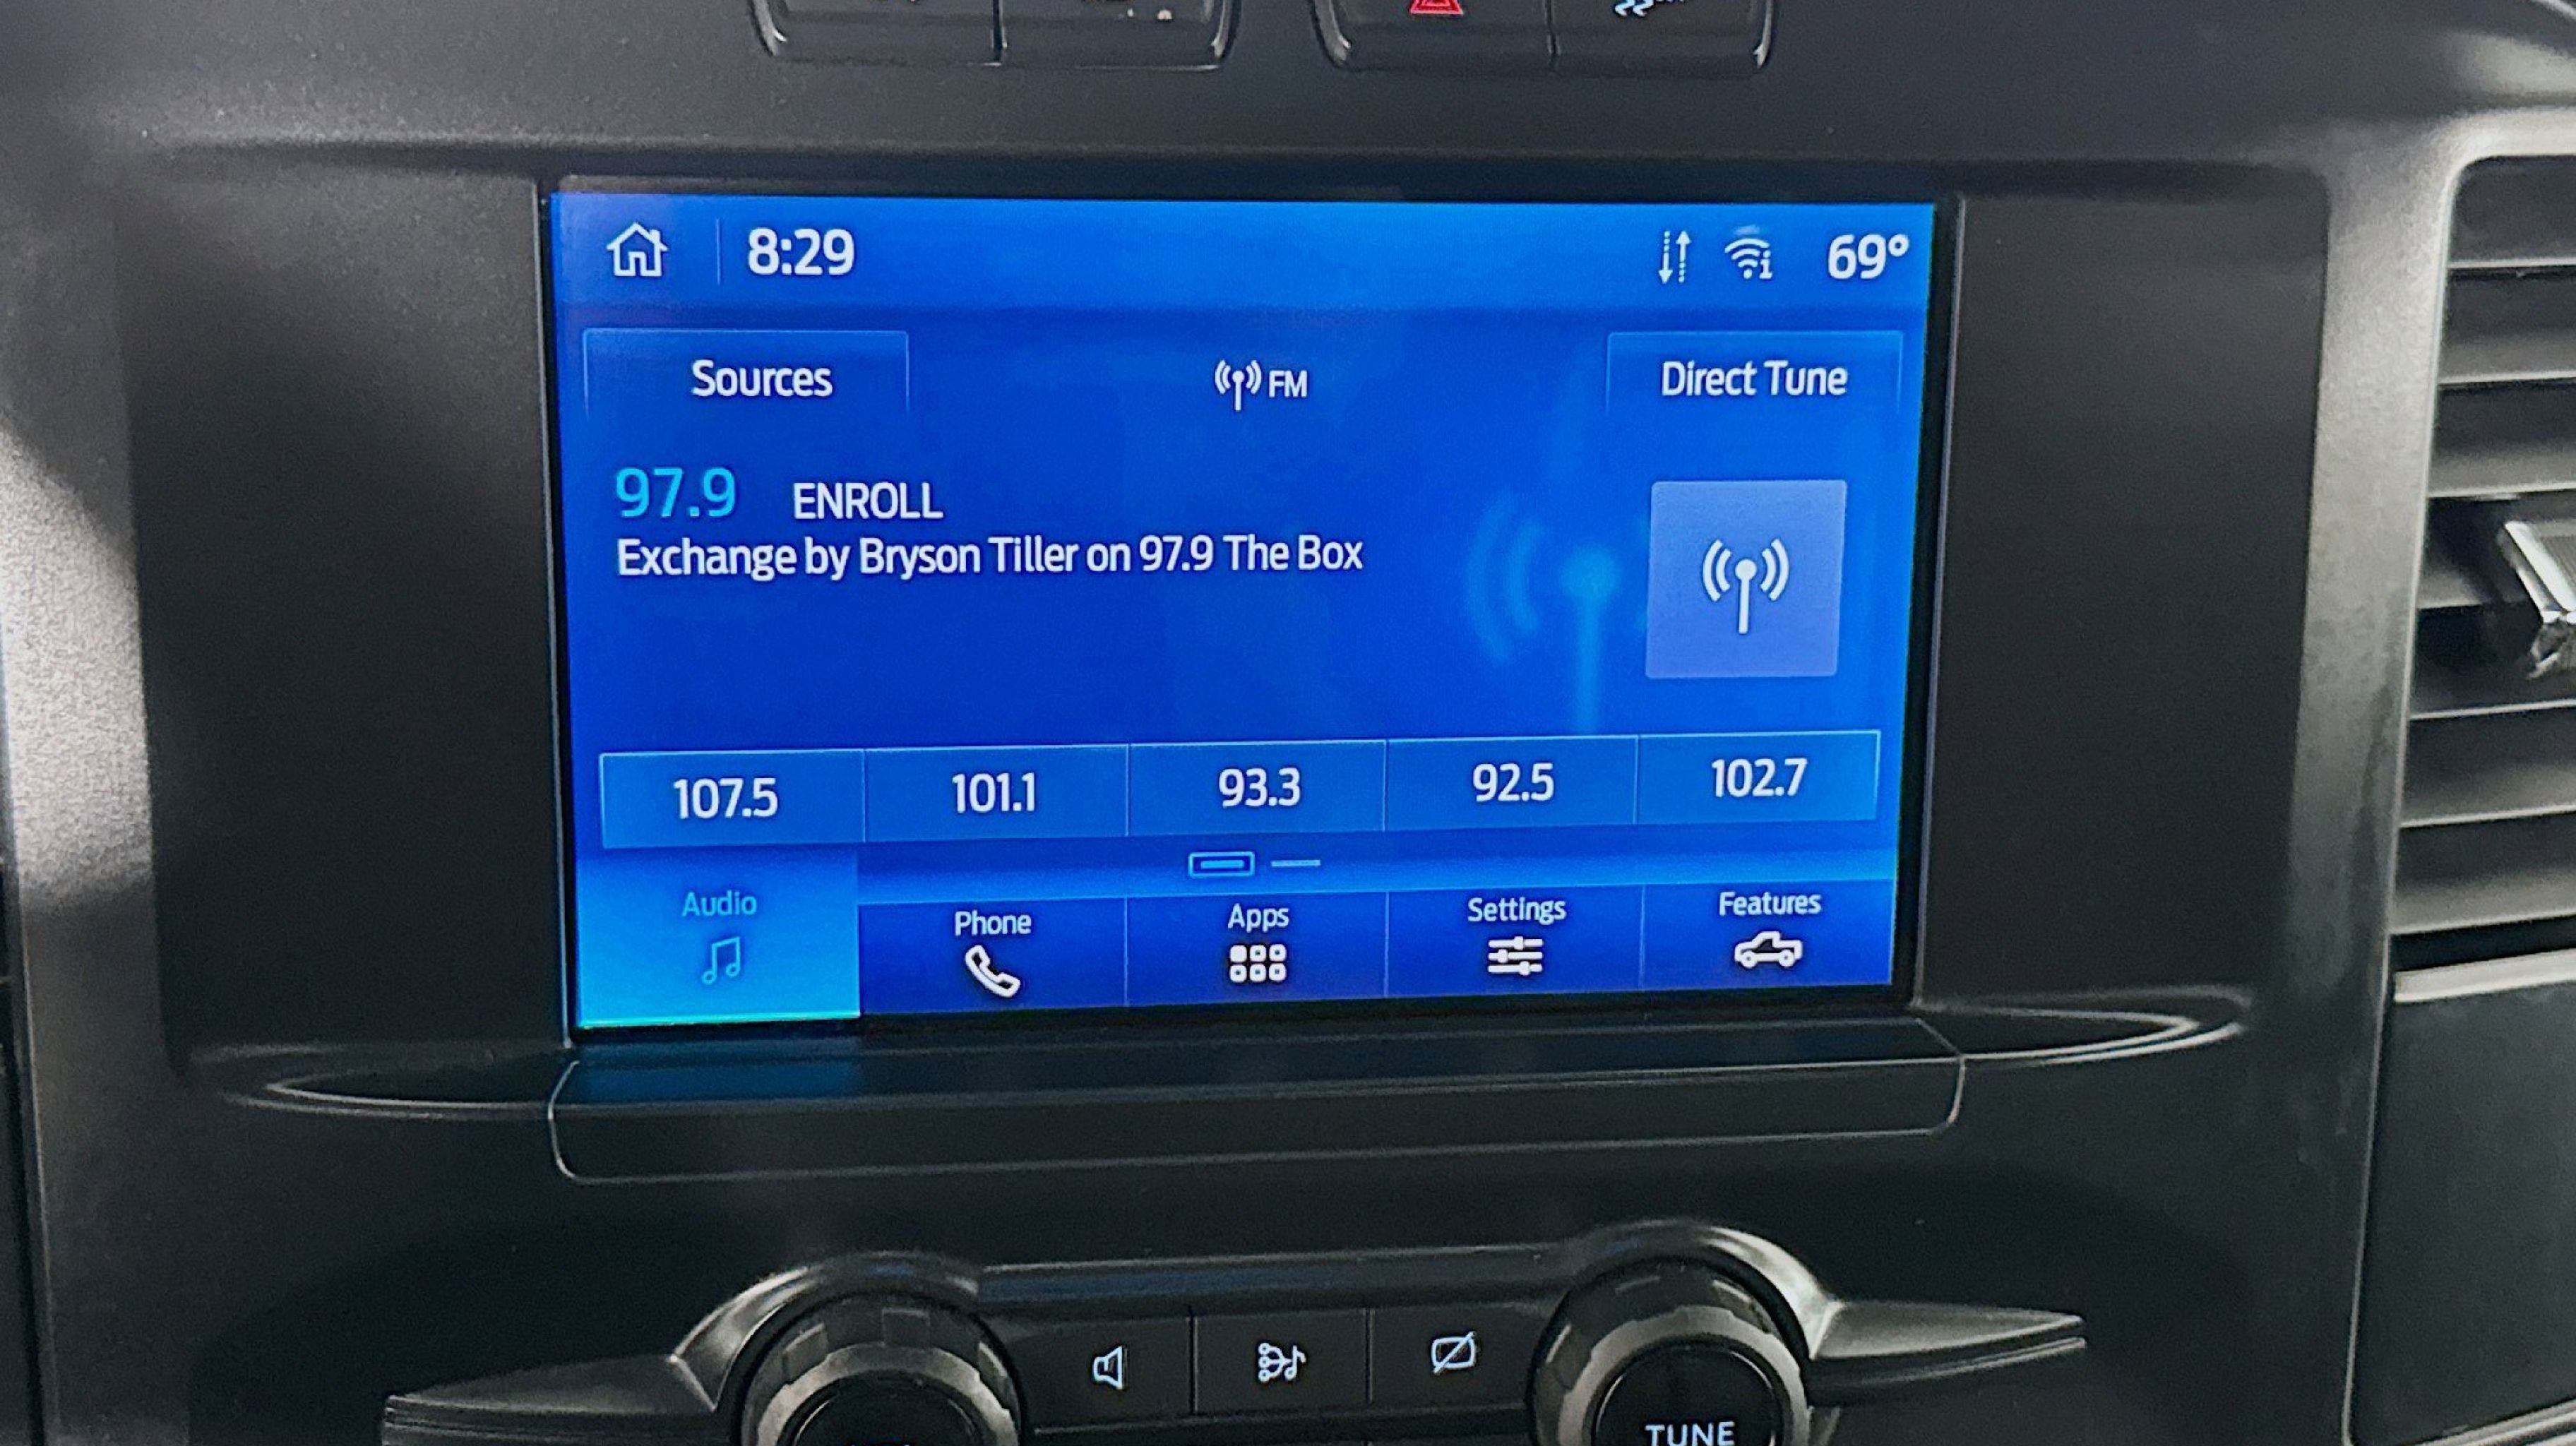 8:29
69°
Sources
FM
Direct Tune
97.9 ENROLL
Exchange by Bryson Tiller on 97.9 The Box
107.5 101.1 93.3 92.5 102.7
Audio Phone Apps Settings Features
TUNE